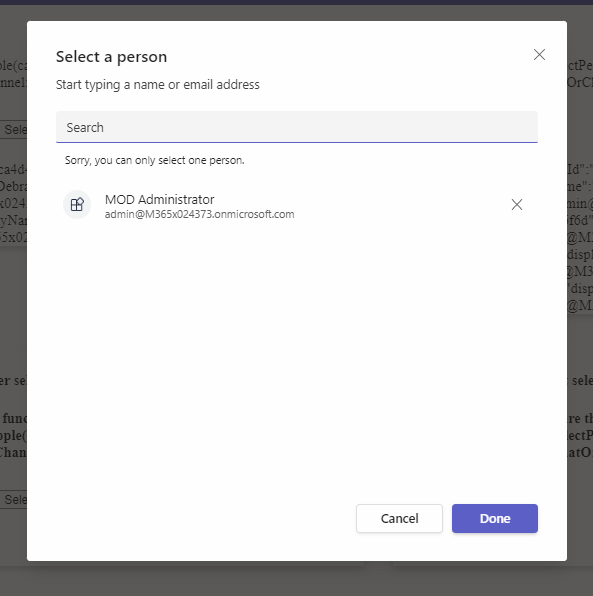 Select a person
Start typing a name or email address
Search
Sorry, you can only select one person.
MOD Administrator
admin@M365x024373.onmicrosoft.com
Cancel
Done